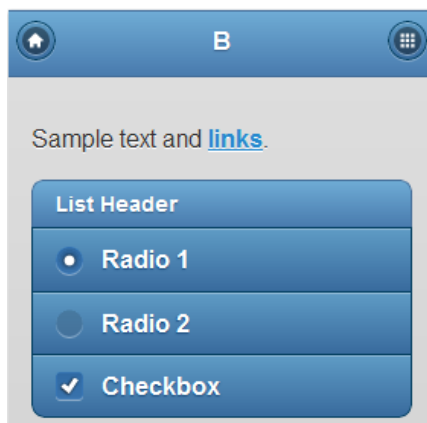 B
Sample text and links.
List Header
Radio 1
Radio 2
Checkbox